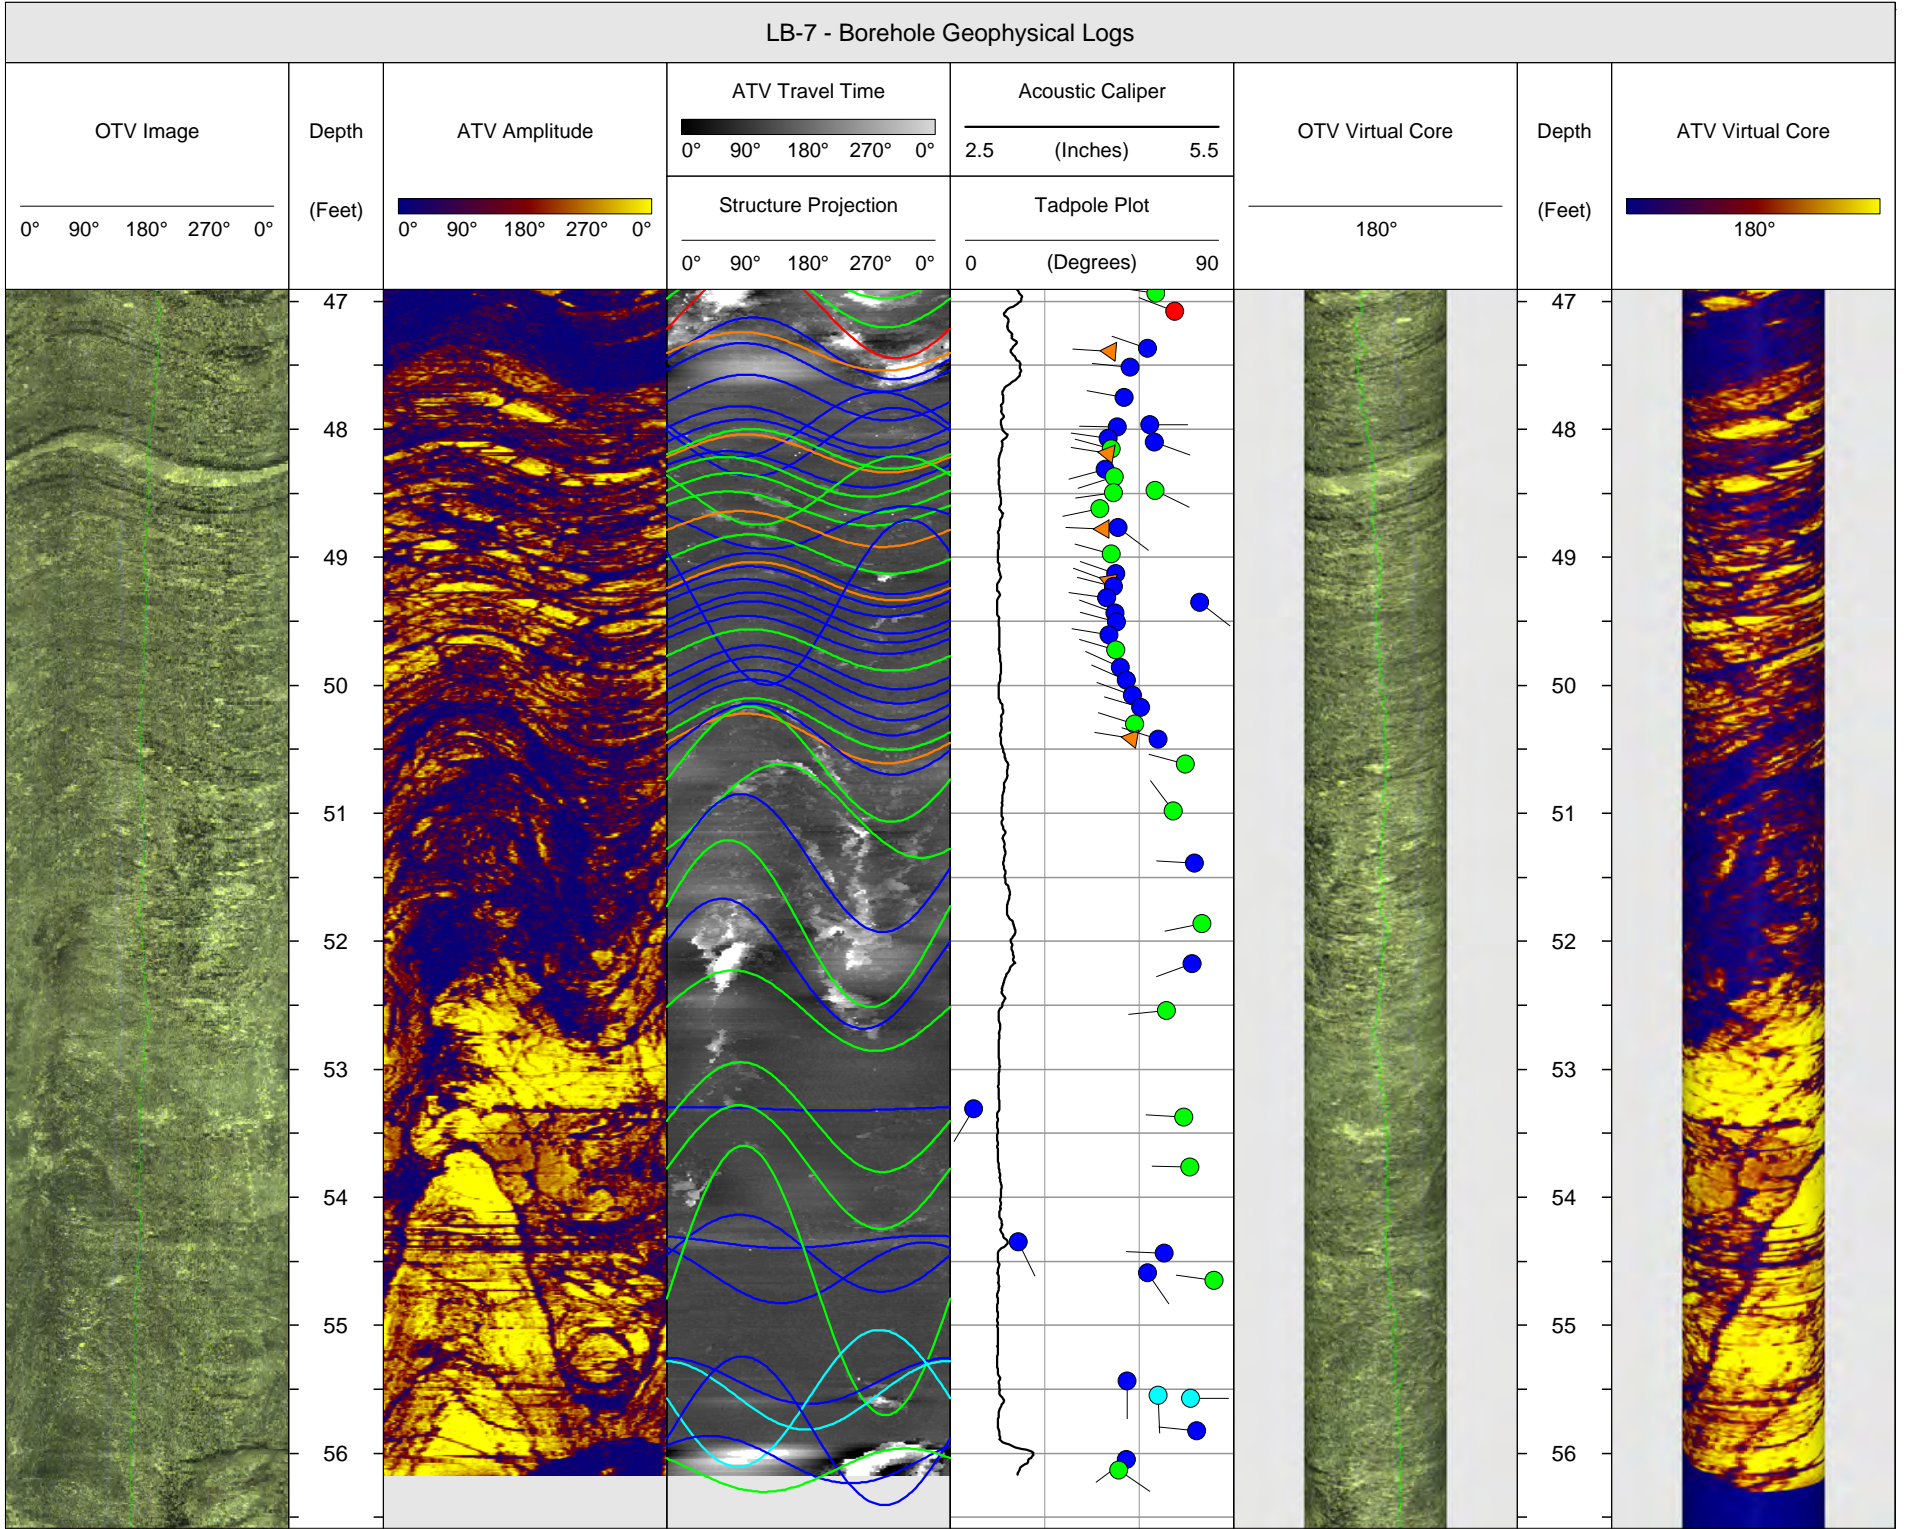 LB-7 - Borehole Geophysical Logs
OTV Image
0° 90° 180° 270° 0°
Depth
(Feet)
ATV Amplitude
0° 90° 180° 270° 0°
ATV Travel Time
0° 90° 180° 270° 0°
Structure Projection
0° 90° 180° 270° 0°
Acoustic Caliper
2.5 (Inches) 5.5
Tadpole Plot
0 (Degrees) 90
OTV Virtual Core
180°
Depth
(Feet)
ATV Virtual Core
180°
47
48
49
50
51
52
53
54
55
56
47
48
49
50
51
52
53
54
55
56